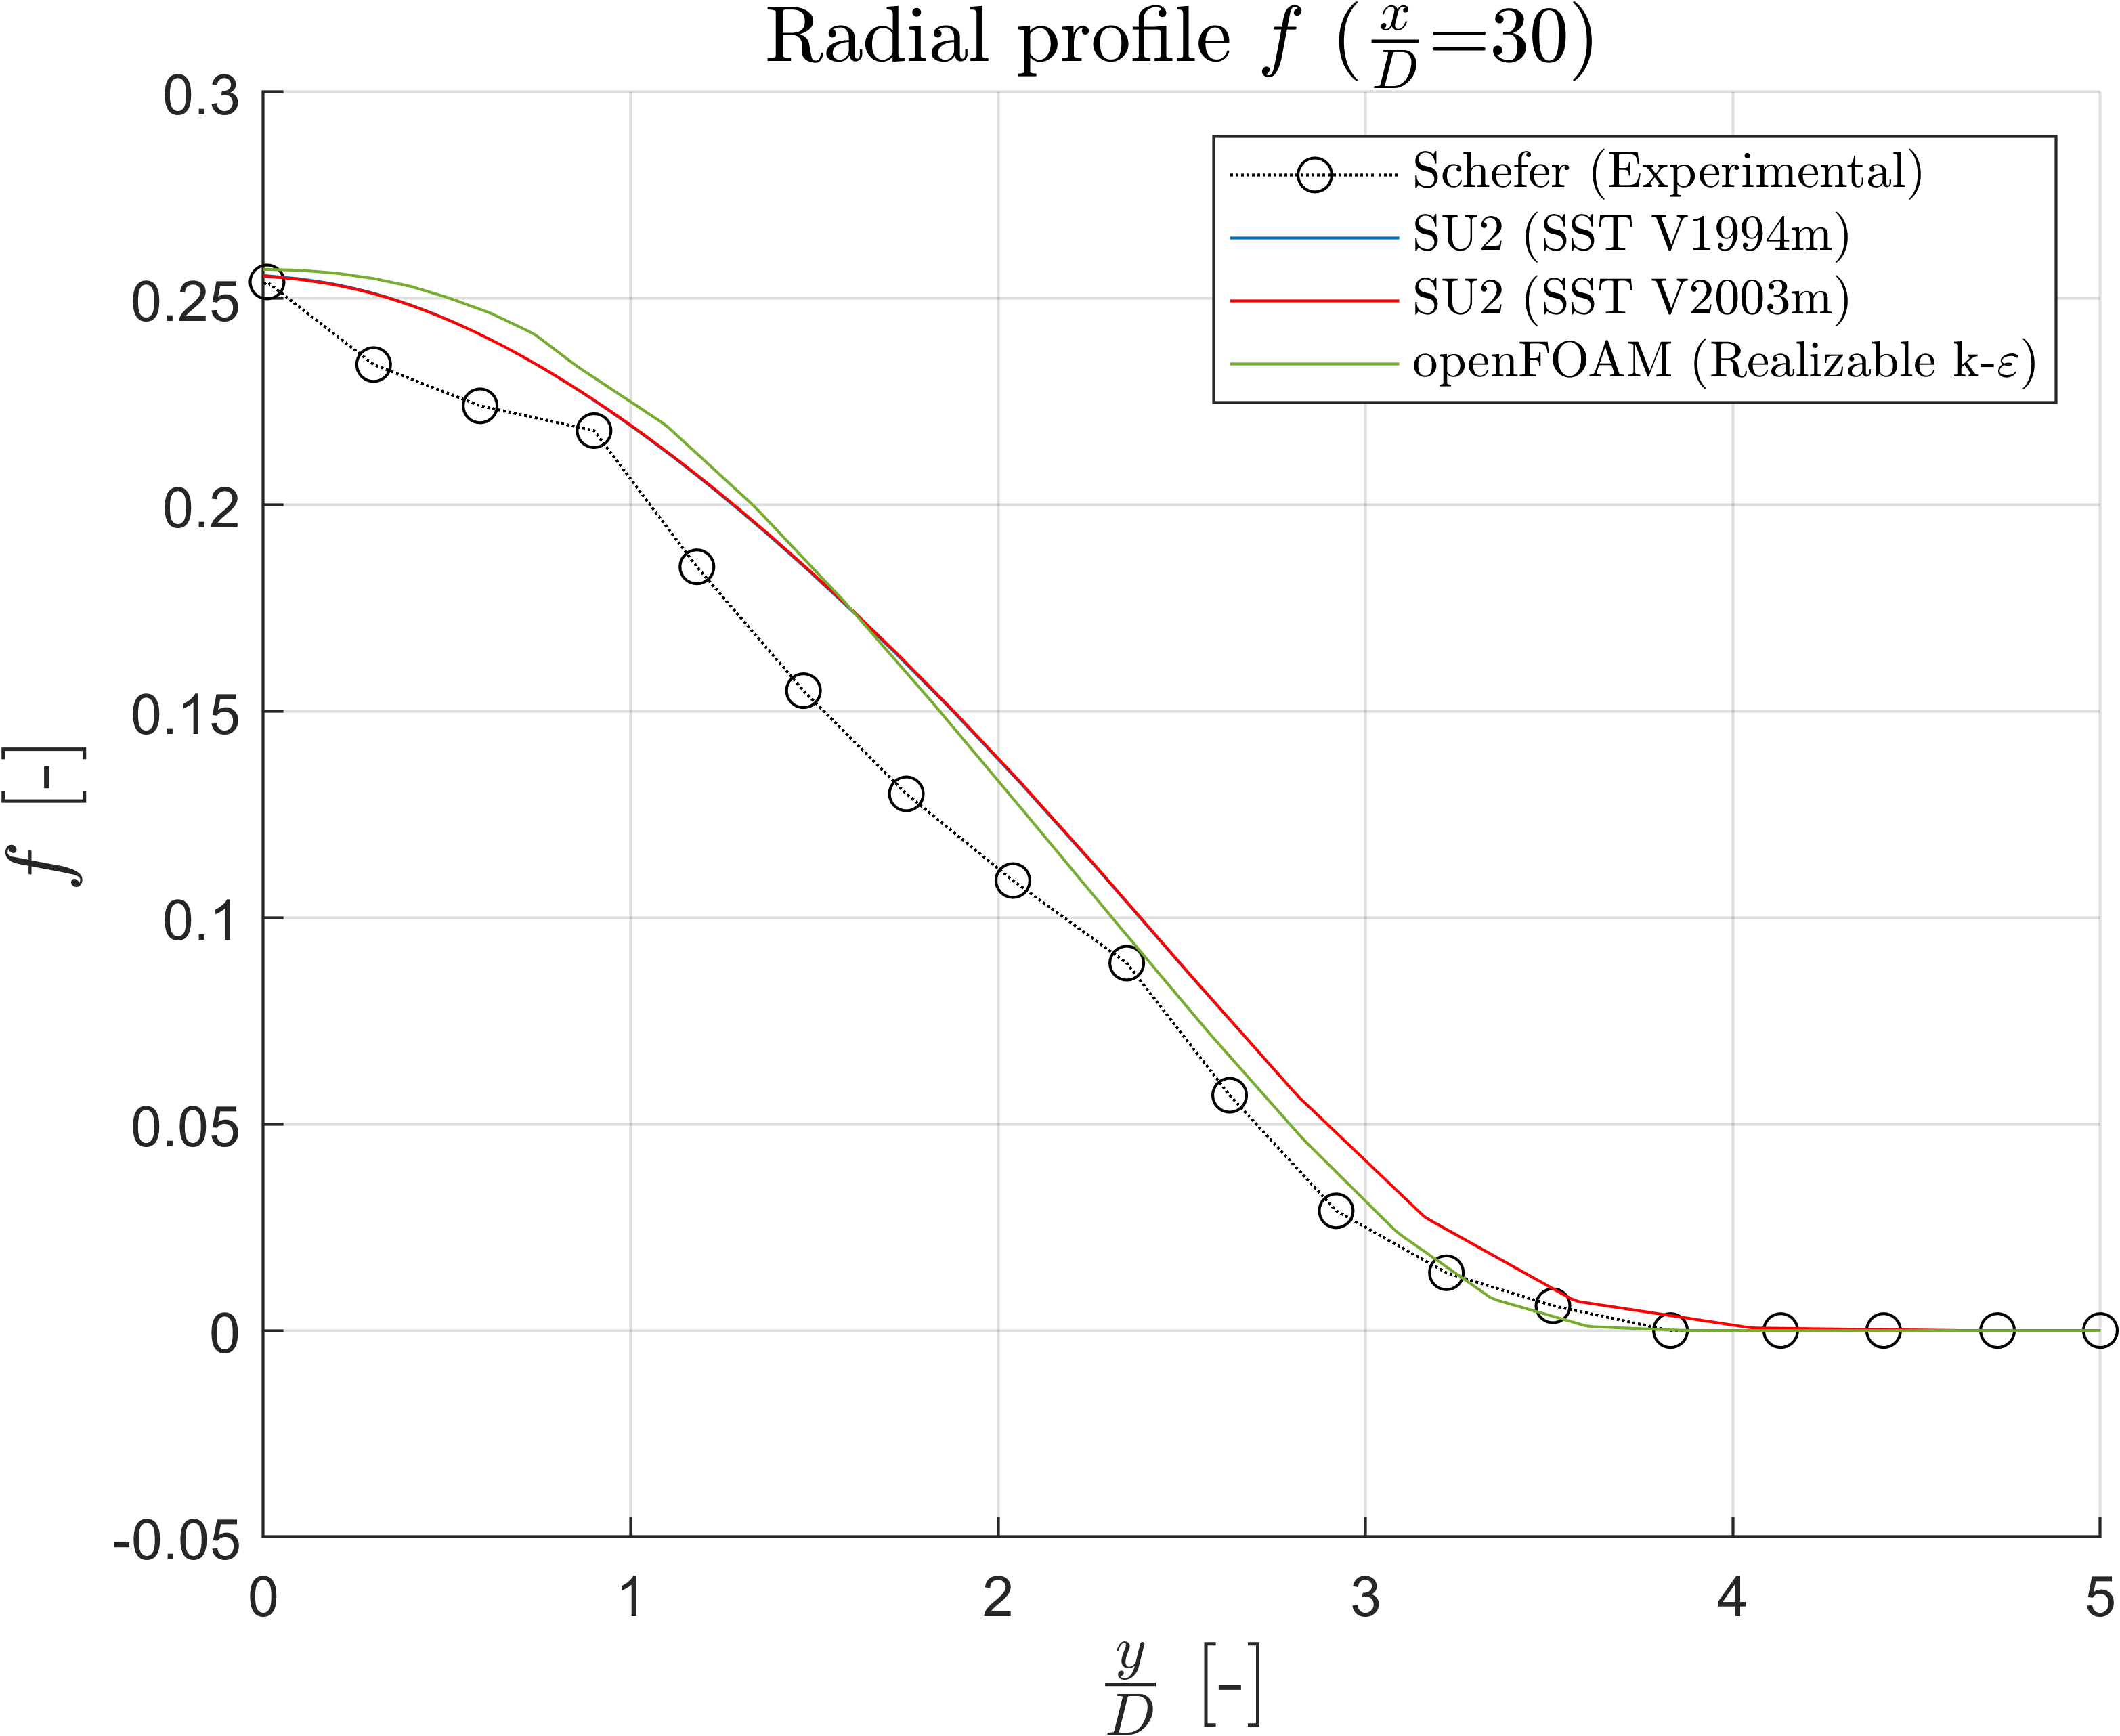 Radial profile f (x/D=30)
0.3
0.25
0.2
0.15
0.1
0.05
0
-0.05
f [-]
Schefer (Experimental)
SU2 (SST V1994m)
SU2 (SST V2003m)
openFOAM (Realizable k-ϵ)
0 1 2 3 4 5
y/D [-]